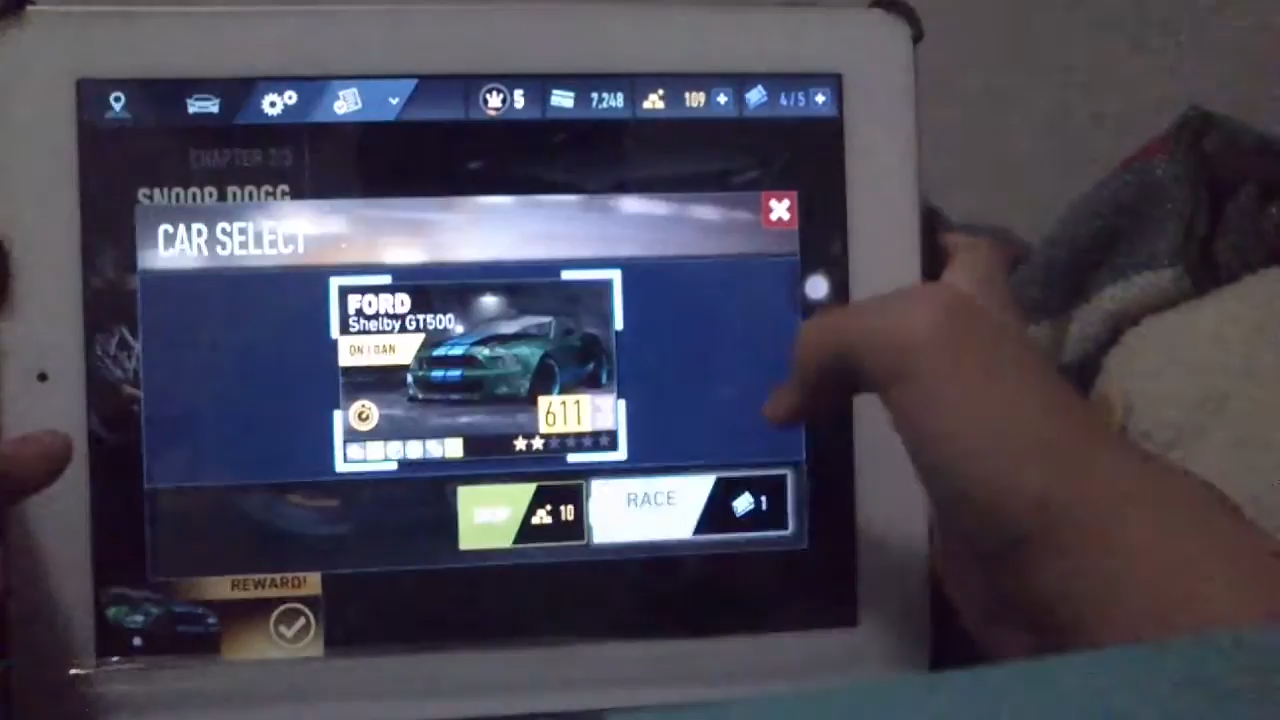 5 7,248 109 + 4/5 +
CHAPTER 2/5
SNOOP DOGG
CAR SELECT
FORD
Shelby GT500
ON LOAN
611
10
RACE
1
REWARD!